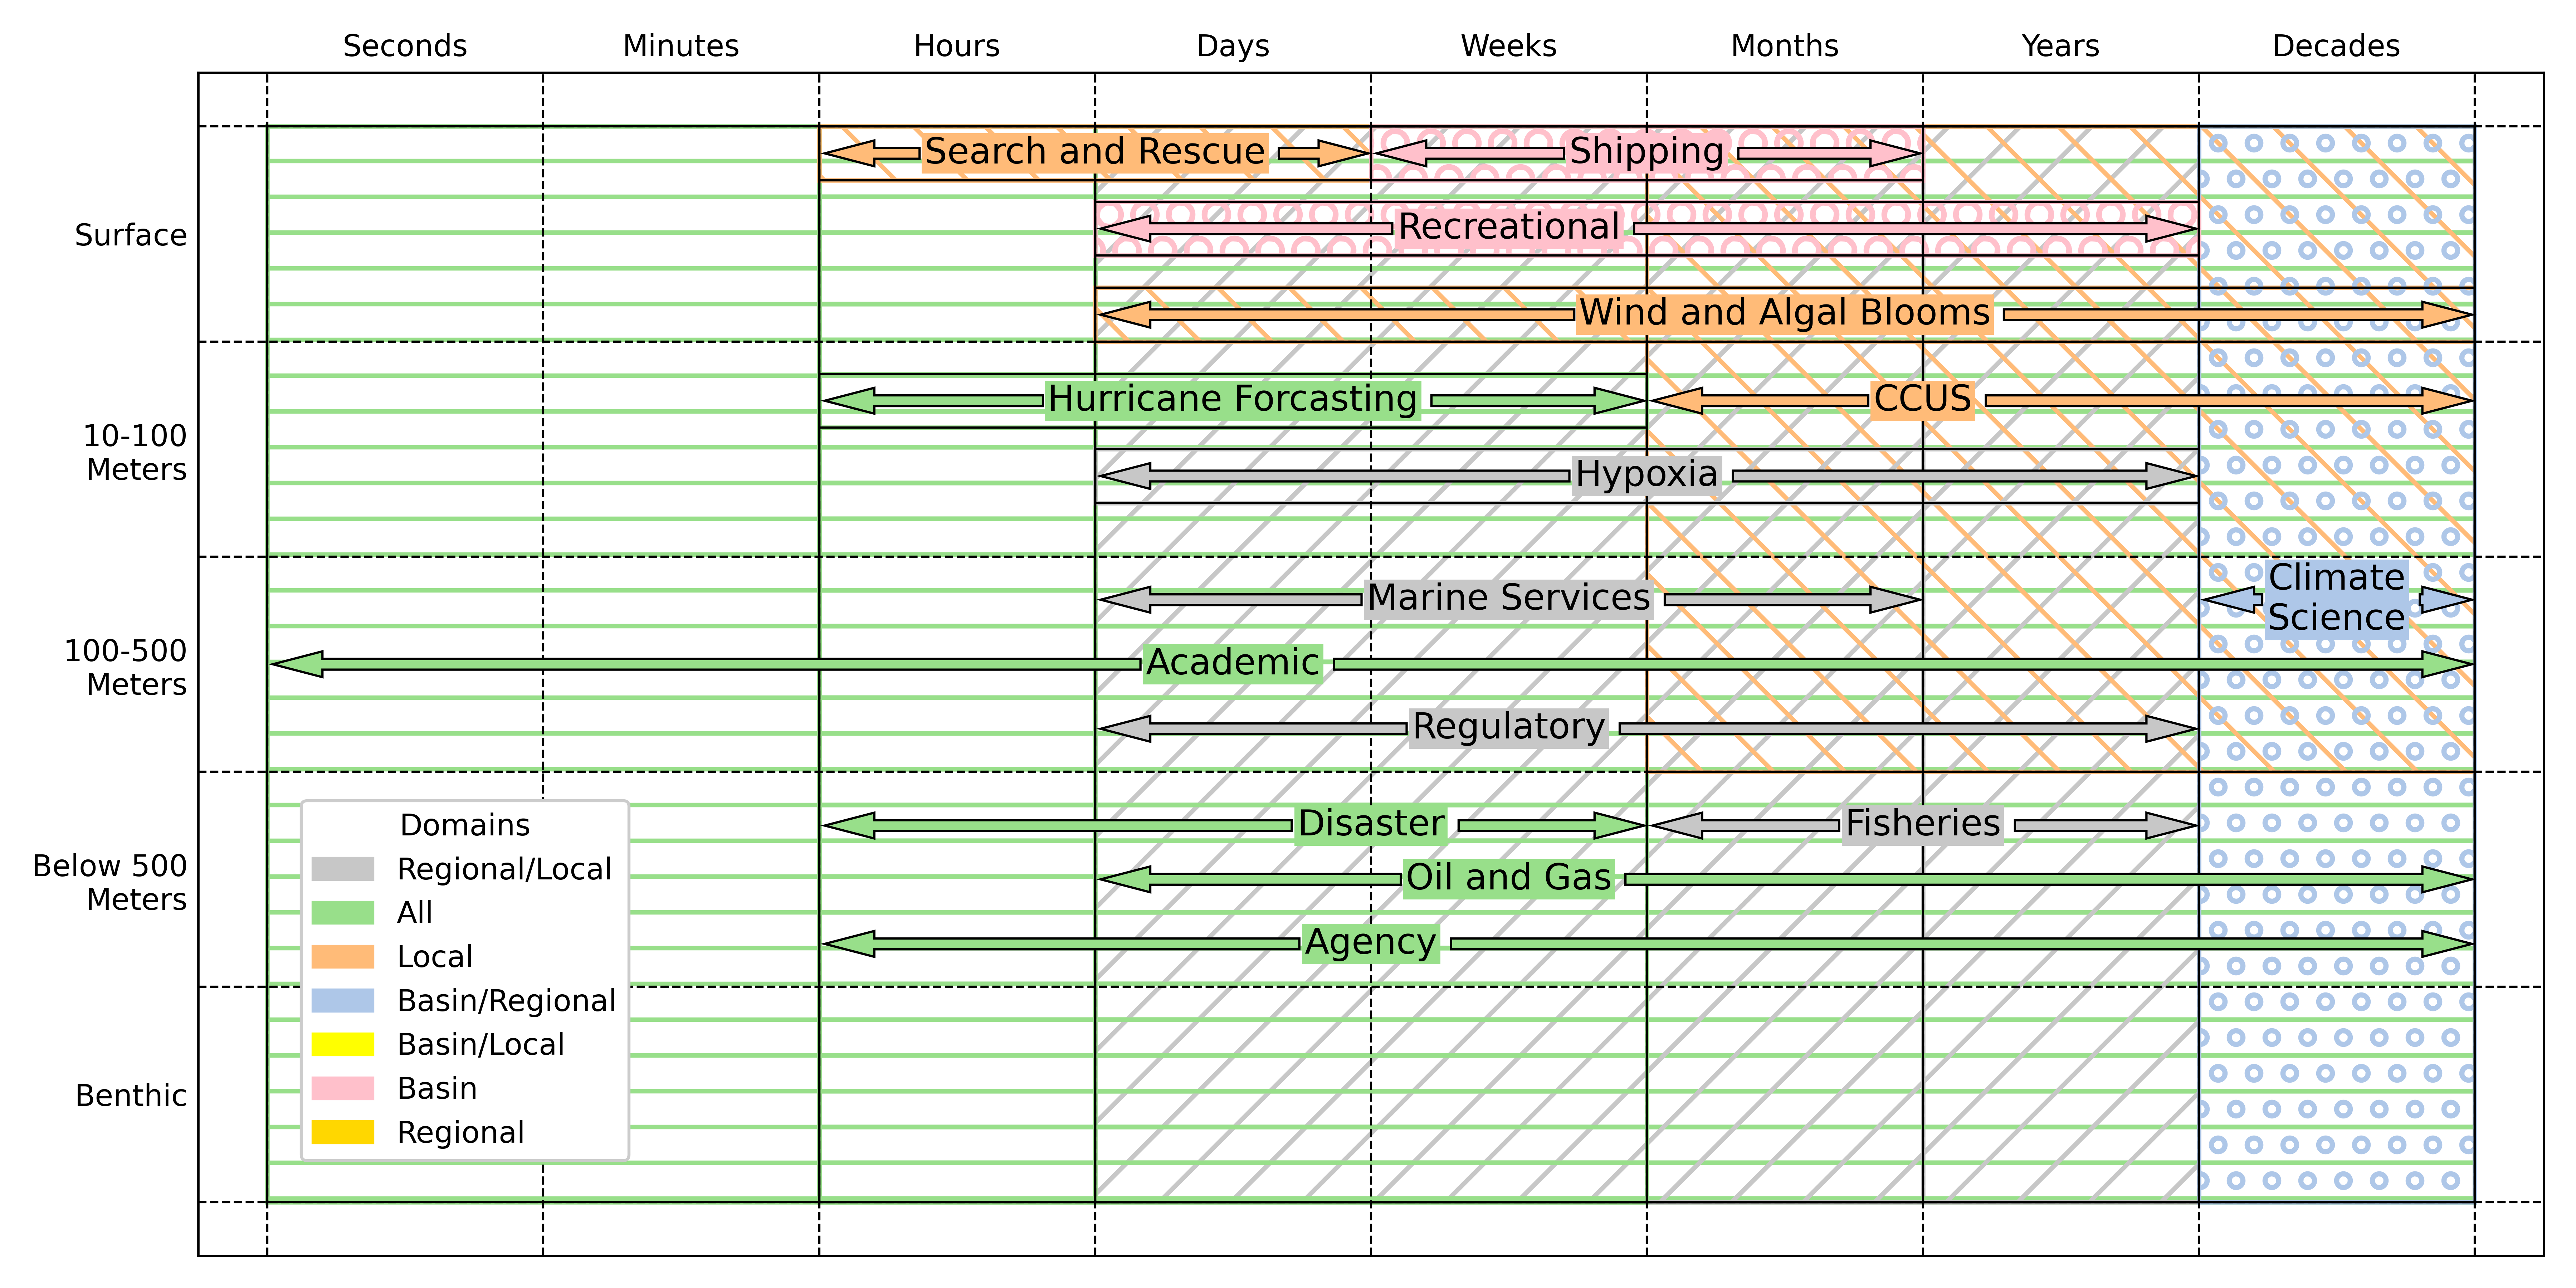 Seconds Minutes Hours Days Weeks Months Years Decades
Search and Rescue Shipping
Surface
Recreational
Wind and Algal Blooms
10-100
Meters
Hurricane Forcasting CCUS
Hypoxia
100-500
Meters
Marine Services
Climate
Science
Academic
Regulatory
Below 500
Meters
Disaster Fisheries
Oil and Gas
Agency
Benthic
Domains
Regional/Local
All
Local
Basin/Regional
Basin/Local
Basin
Regional